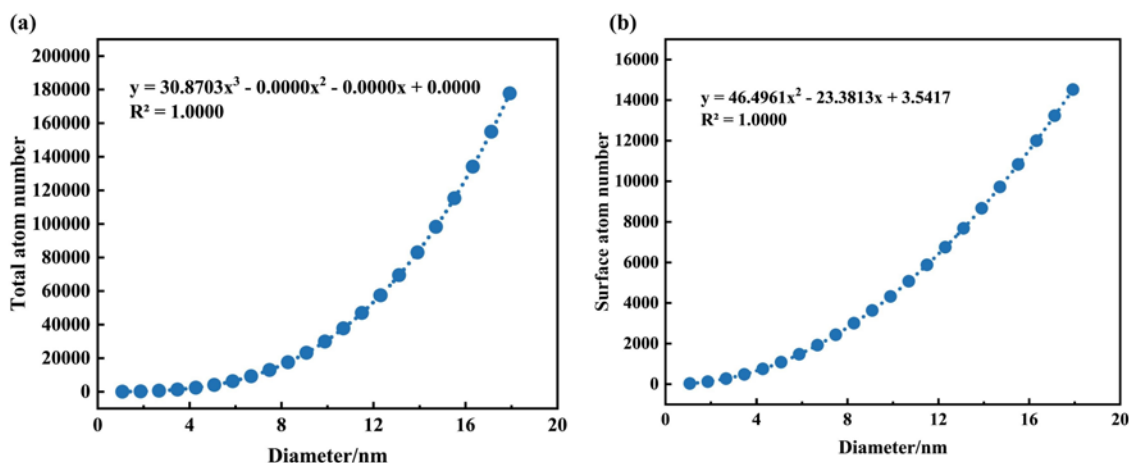 (a)
200000
180000
160000
140000
120000
100000
80000
60000
40000
20000
0
Total atom number
y = 30.8703x³ - 0.0000x² - 0.0000x + 0.0000
R² = 1.0000
0 4 8 12 16 20
Diameter/nm
(b)
16000
14000
12000
10000
8000
6000
4000
2000
0
Surface atom number
y = 46.4961x² - 23.3813x + 3.5417
R² = 1.0000
0 4 8 12 16 20
Diameter/nm